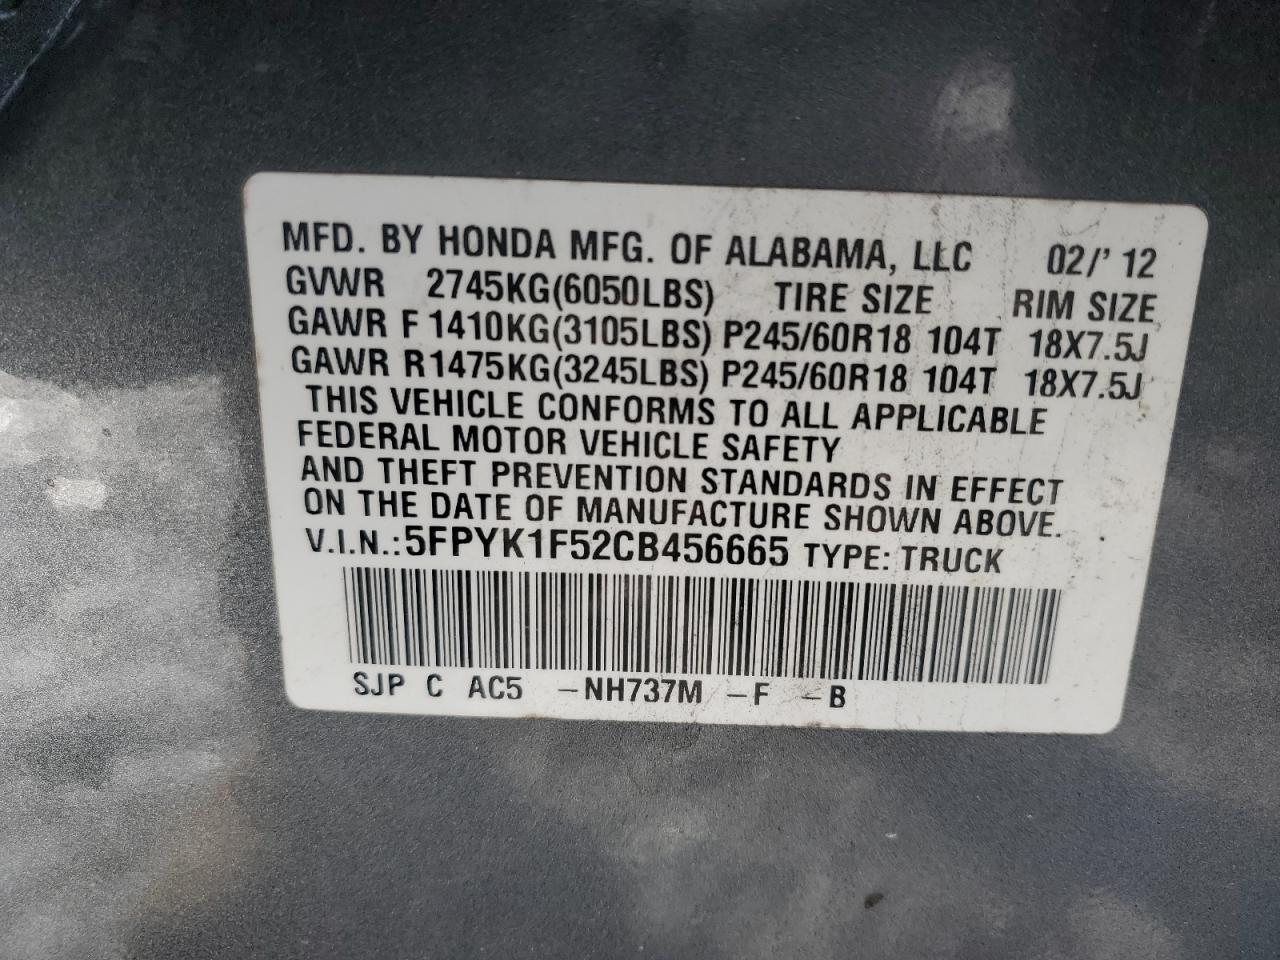 MFD. BY HONDA MFG. OF ALABAMA, LLC 02/'12
GVWR 2745KG(6050LBS) TIRE SIZE RIM SIZE
GAWR F 1410KG(3105LBS) P245/60R18 104T 18X7.5J
GAWR R1475KG(3245LBS) P245/60R18 104T 18X7.5J
THIS VEHICLE CONFORMS TO ALL APPLICABLE
FEDERAL MOTOR VEHICLE SAFETY
AND THEFT PREVENTION STANDARDS IN EFFECT
ON THE DATE OF MANUFACTURE SHOWN ABOVE.
V.I.N.:5FPYK1F52CB456665 TYPE: TRUCK
SJP C AC5 -NH737M -F -B